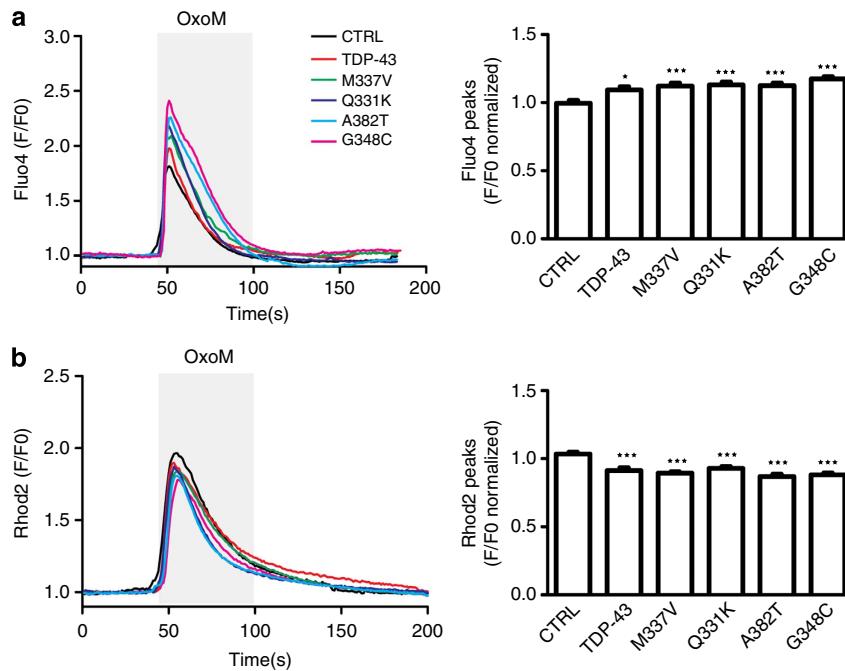 a
OxoM
Fluo4 (F/F0)
3.0
2.5
2.0
1.5
1.0
0
50
100
150
200
Time(s)
CTRL
TDP-43
M337V
Q331K
A382T
G348C
Fluo4 peaks
(F/F0 normalized)
1.5
1.0
0.5
0.0
*
***
***
***
***
CTRL
TDP-43
M337V
Q331K
A382T
G348C
b
OxoM
Rhod2 (F/F0)
2.5
2.0
1.5
1.0
0
50
100
150
200
Time(s)
Rhod2 peaks
(F/F0 normalized)
1.5
1.0
0.5
0.0
***
***
***
***
***
CTRL
TDP-43
M337V
Q331K
A382T
G348C